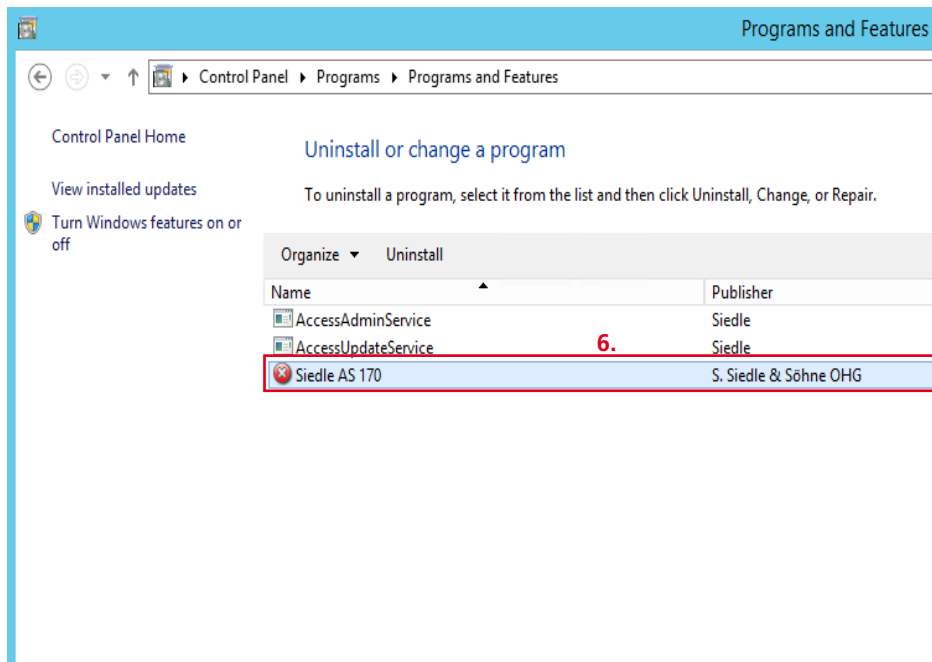 Programs and Features
Control Panel Programs Programs and Features
Control Panel Home
View installed updates
Turn Windows features on or
off
Uninstall or change a program
To uninstall a program, select it from the list and then click Uninstall, Change, or Repair.
Organize Uninstall
Name Publisher
AccessAdminService Siedle
AccessUpdateService 6. Siedle
Siedle AS 170 S. Siedle & Söhne OHG